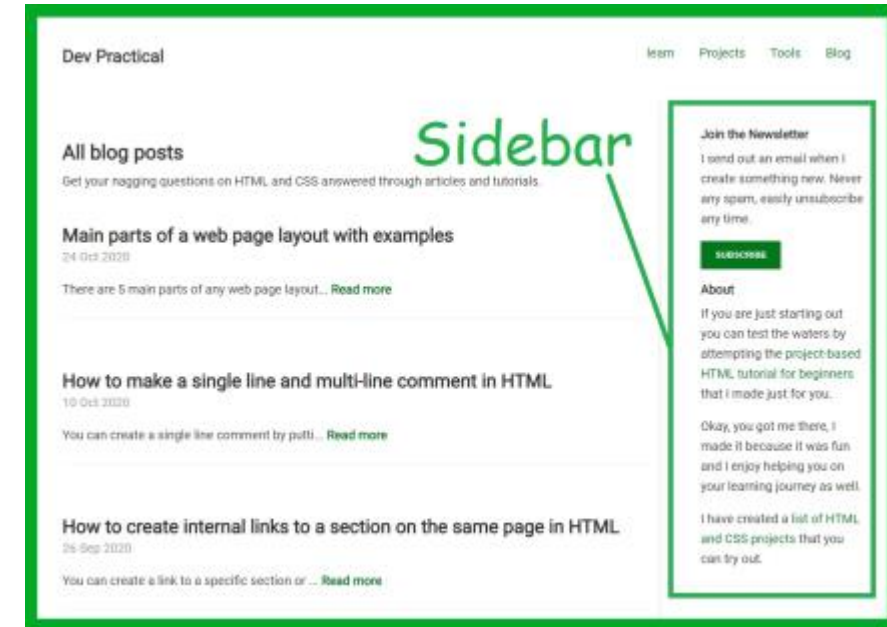 Dev Practical
learn Projects Tools Blog
Sidebar
All blog posts
Get your nagging questions on HTML and CSS answered through articles and tutorials.
Main parts of a web page layout with examples
24 Oct 2020
There are 5 main parts of any web page layout... Read more
How to make a single line and multi-line comment in HTML
10 Oct 2020
You can create a single line comment by putti... Read more
How to create internal links to a section on the same page in HTML
26 Sep 2020
You can create a link to a specific section or ... Read more
Join the Newsletter
I send out an email when I
create something new. Never
any spam, easily unsubscribe
any time.
SUBSCRIBE
About
If you are just starting out
you can test the waters by
attempting the project-based
HTML tutorial for beginners
that I made just for you.
Okay, you got me there, I
made it because it was fun
and I enjoy helping you on
your learning journey as well.
I have created a list of HTML
and CSS projects that you
can try out.